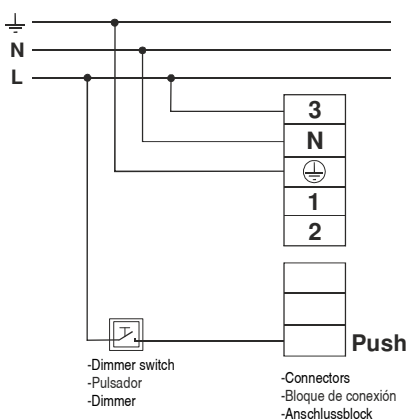 N
L
3
N
1
2
Push
-Dimmer switch
-Pulsador
-Dimmer
-Connectors
-Bloque de conexión
-Anschlussblock